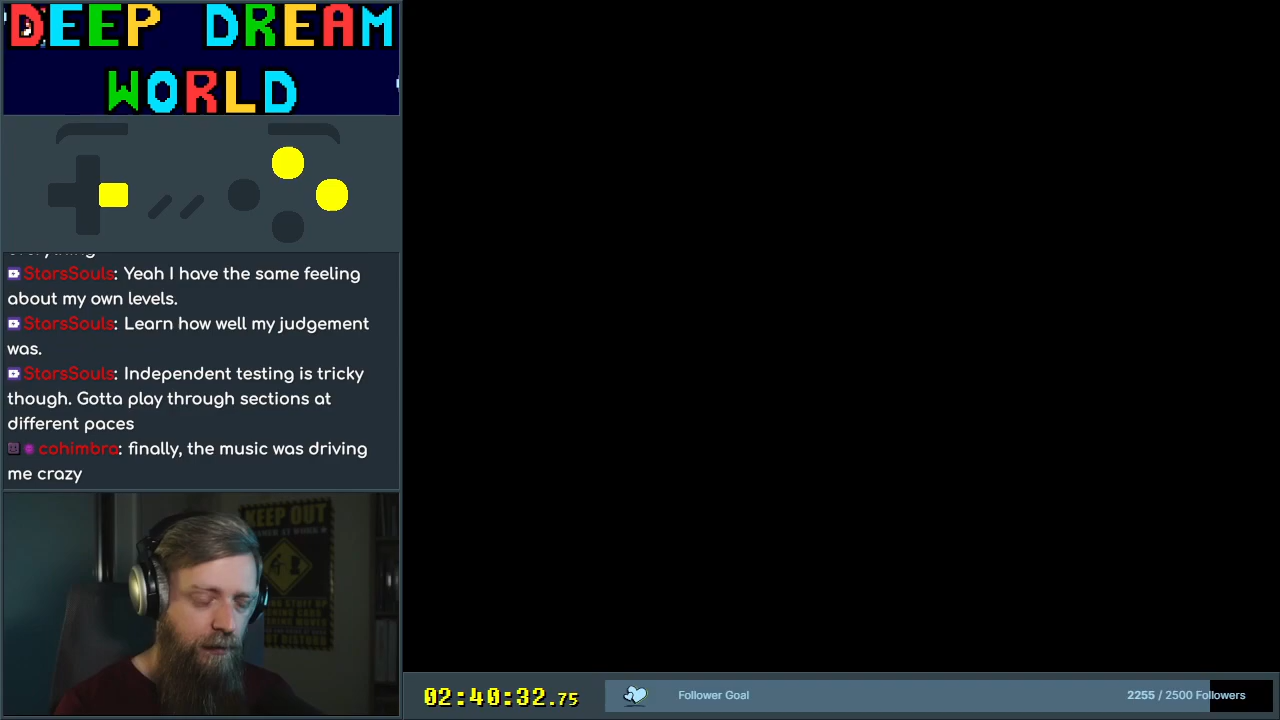 DEEP DREAM
WORLD
everything
StarsSouls: Yeah I have the same feeling
about my own levels.
StarsSouls: Learn how well my judgement
was.
StarsSouls: Independent testing is tricky
though. Gotta play through sections at
different paces
cohimbra: finally, the music was driving
me crazy
KEEP OUT
02:40:32.75
Follower Goal
2255 / 2500 Followers